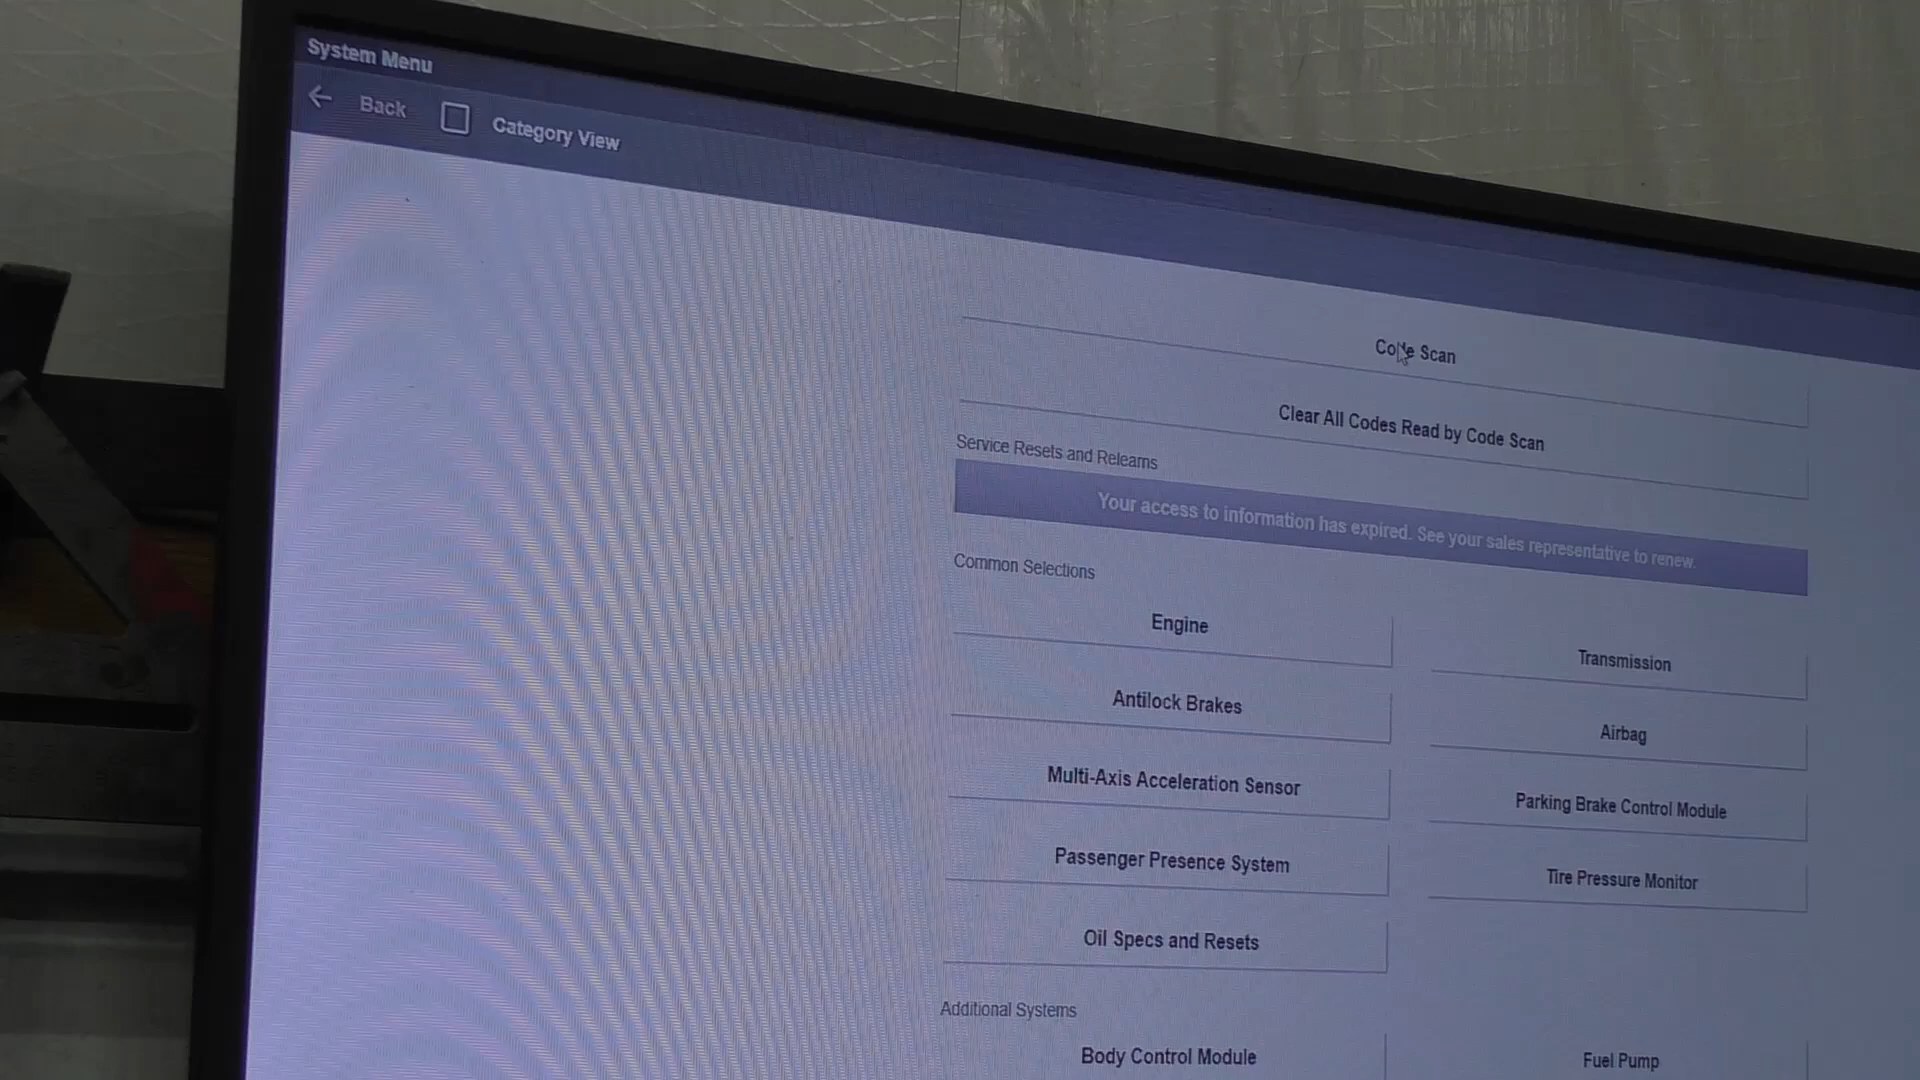 System Menu
Back
Category View
Code Scan
Clear All Codes Read by Code Scan
Service Resets and Relearns
Your access to information has expired. See your sales representative to renew.
Common Selections
Engine
Transmission
Antilock Brakes
Airbag
Multi-Axis Acceleration Sensor
Parking Brake Control Module
Passenger Presence System
Tire Pressure Monitor
Oil Specs and Resets
Additional Systems
Body Control Module
Fuel Pump